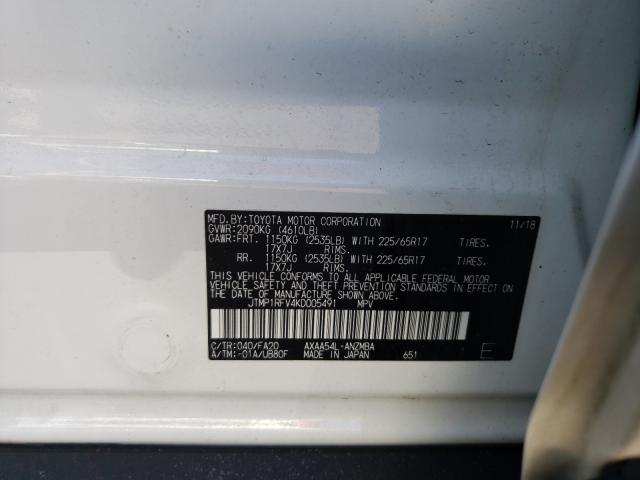 MFD. BY: TOYOTA MOTOR CORPORATION 11/18
GVWR: 2090KG (4610LB)
GAWR: FRT. 1150KG (2535LB) WITH 225/65R17 TIRES.
17X7J RIMS.
RR. 1150KG (2535LB) WITH 225/65R17 TIRES.
17X7J RIMS.
THIS VEHICLE CONFORMS TO ALL APPLICABLE FEDERAL MOTOR
VEHICLE SAFETY AND BUMPER STANDARDS IN EFFECT ON
THE DATE OF MANUFACTURE SHOWN ABOVE.
JTMP1RFV4KD005491 MPV
C/TR: 040/FA20 AXAA54L-ANZMBA
A/TM: -01A/UB80F MADE IN JAPAN 651 E